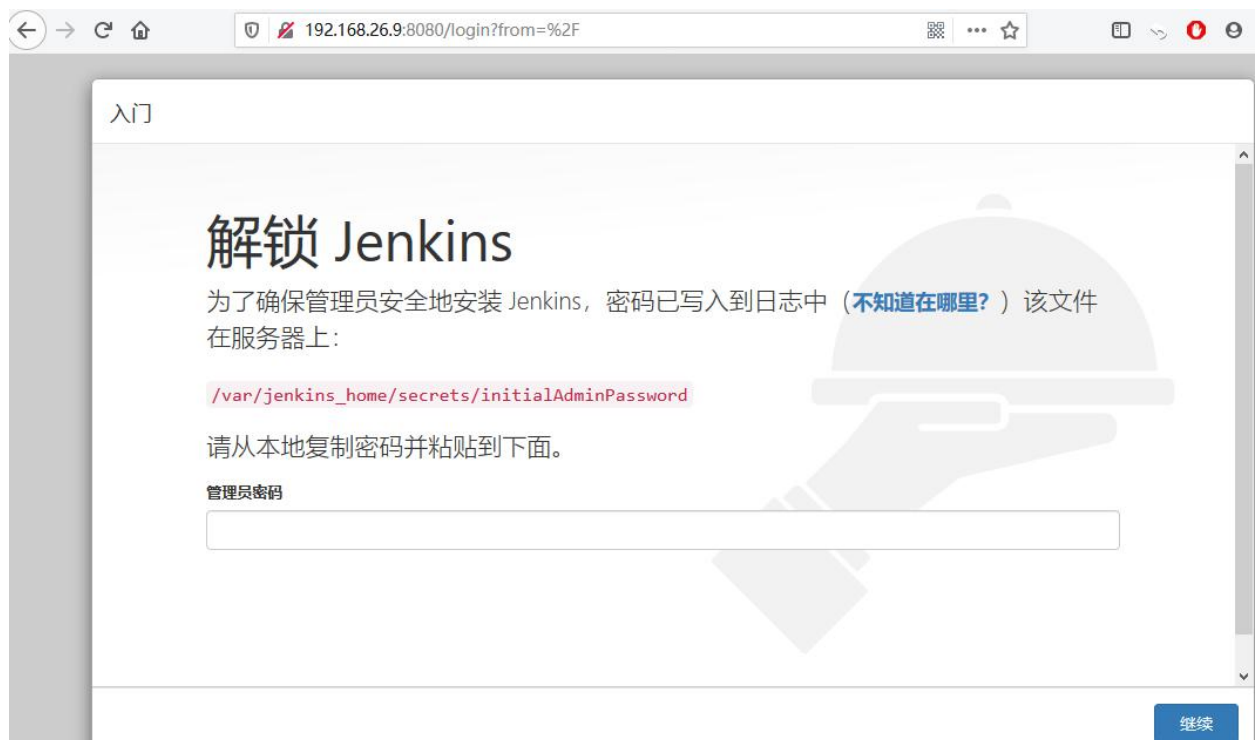 192.168.26.9:8080/login?from=%2F
入门
解锁 Jenkins
为了确保管理员安全地安装 Jenkins，密码已写入到日志中（不知道在哪里？）该文件
在服务器上：
/var/jenkins_home/secrets/initialAdminPassword
请从本地复制密码并粘贴到下面。
管理员密码
继续